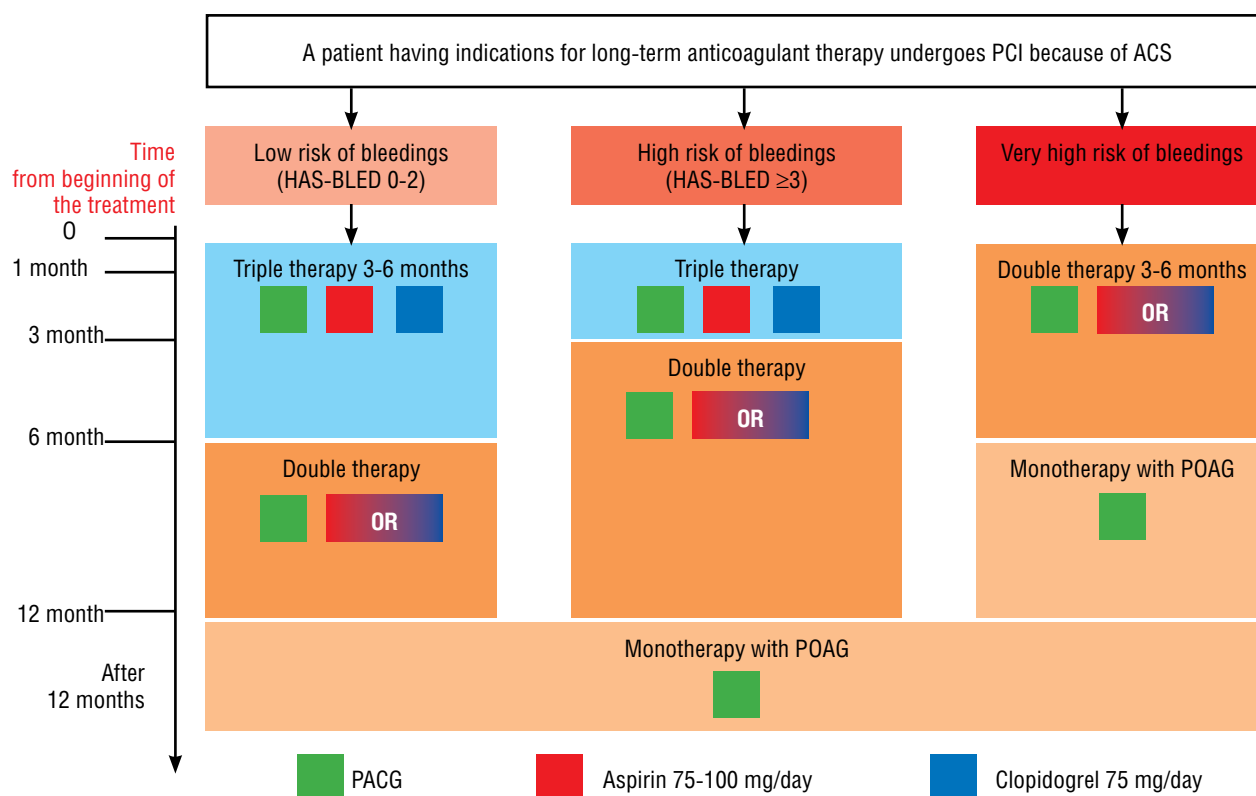 A patient having indications for long-term anticoagulant therapy undergoes PCI because of ACS
Time
from beginning of
the treatment
Low risk of bleedings
(HAS-BLED 0-2)
High risk of bleedings
(HAS-BLED ≥3)
Very high risk of bleedings
0
1 month
3 month
6 month
12 month
After
12 months
Triple therapy 3-6 months
Double therapy
OR
Triple therapy
Double therapy
OR
Double therapy 3-6 months
OR
Monotherapy with POAG
Monotherapy with POAG
PACG
Aspirin 75-100 mg/day
Clopidogrel 75 mg/day